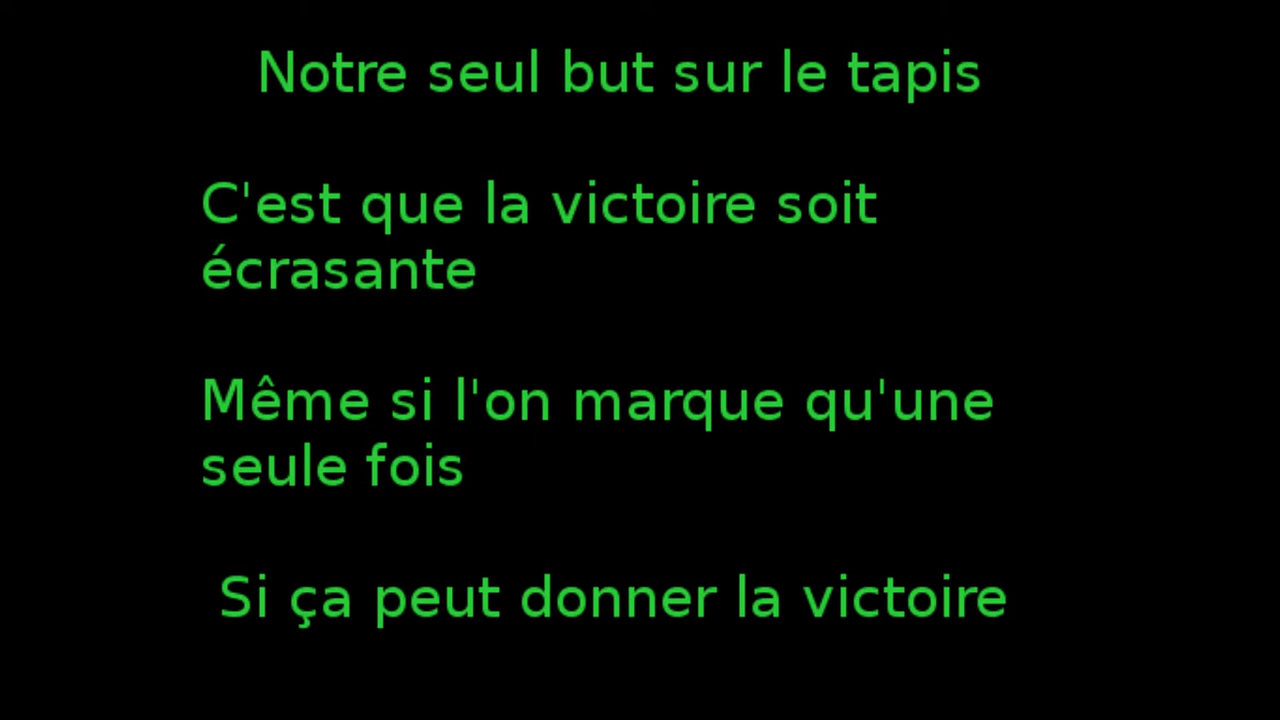 Notre seul but sur le tapis
C'est que la victoire soit
écrasante
Même si l'on marque qu'une
seule fois
Si ça peut donner la victoire